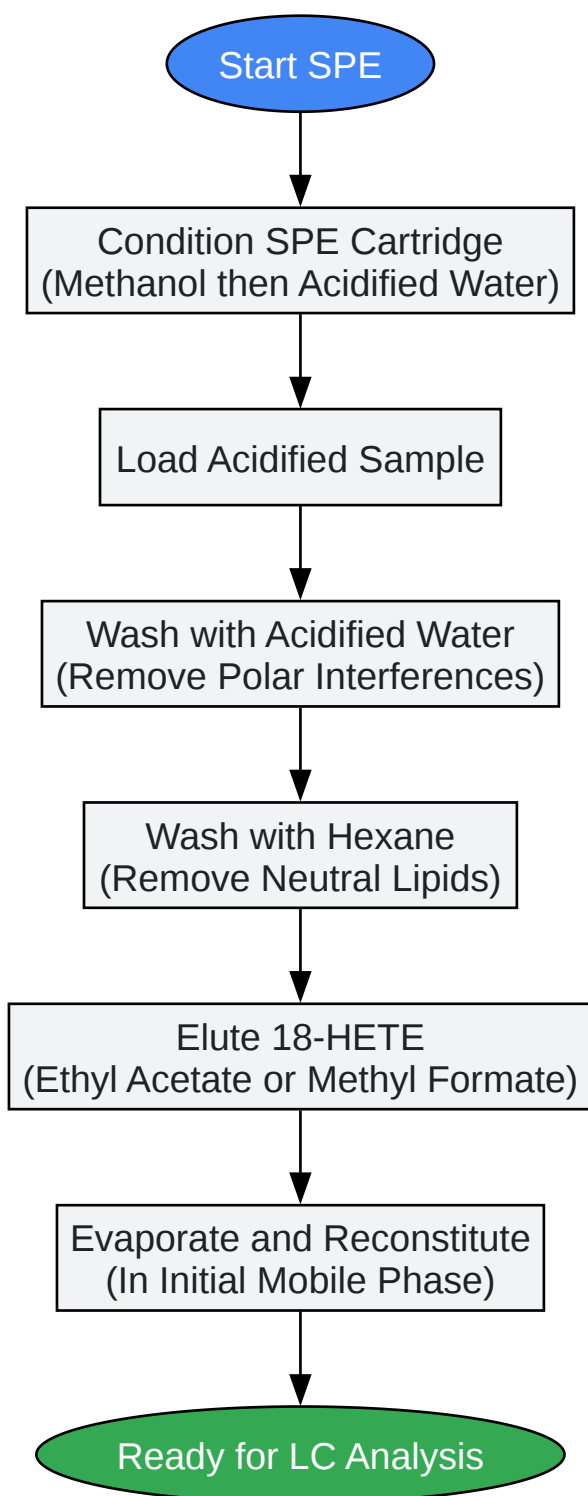 Start SPE
Condition SPE Cartridge
(Methanol then Acidified Water)
Load Acidified Sample
Wash with Acidified Water
(Remove Polar Interferences)
Wash with Hexane
(Remove Neutral Lipids)
Elute 18-HETE
(Ethyl Acetate or Methyl Formate)
Evaporate and Reconstitute
(In Initial Mobile Phase)
Ready for LC Analysis